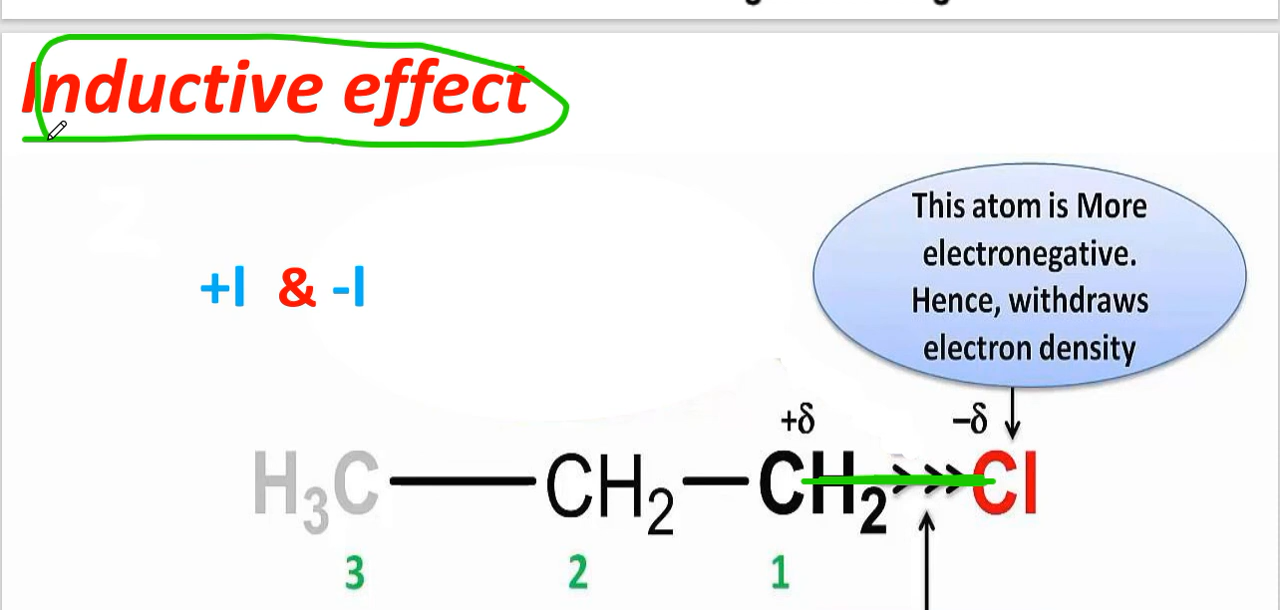 Inductive effect
+I & -I
This atom is More
electronegative.
Hence, withdraws
electron density
+δ −δ
H₃C—CH₂—CH₂>>>Cl
3 2 1